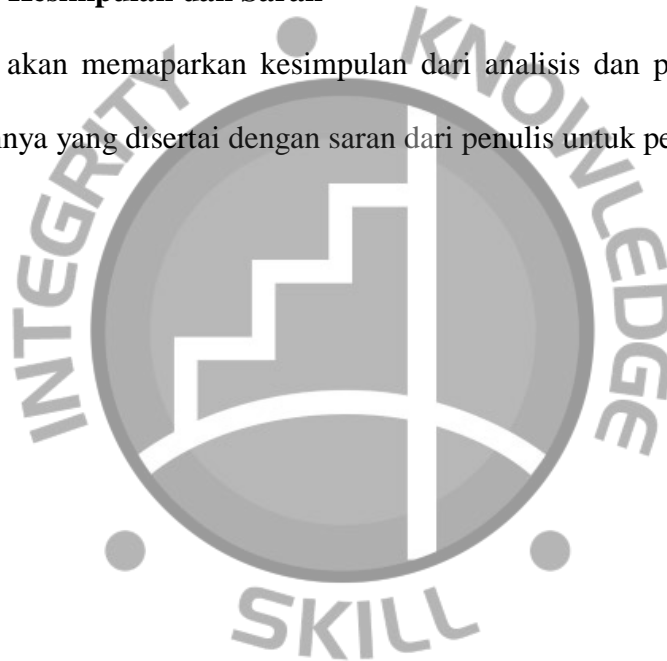 Kesimpulan dan Saran
akan memaparkan kesimpulan dari analisis dan
yang disertai dengan saran dari penulis untuk
INTEGRITY
KNOWLEDGE
SKILL